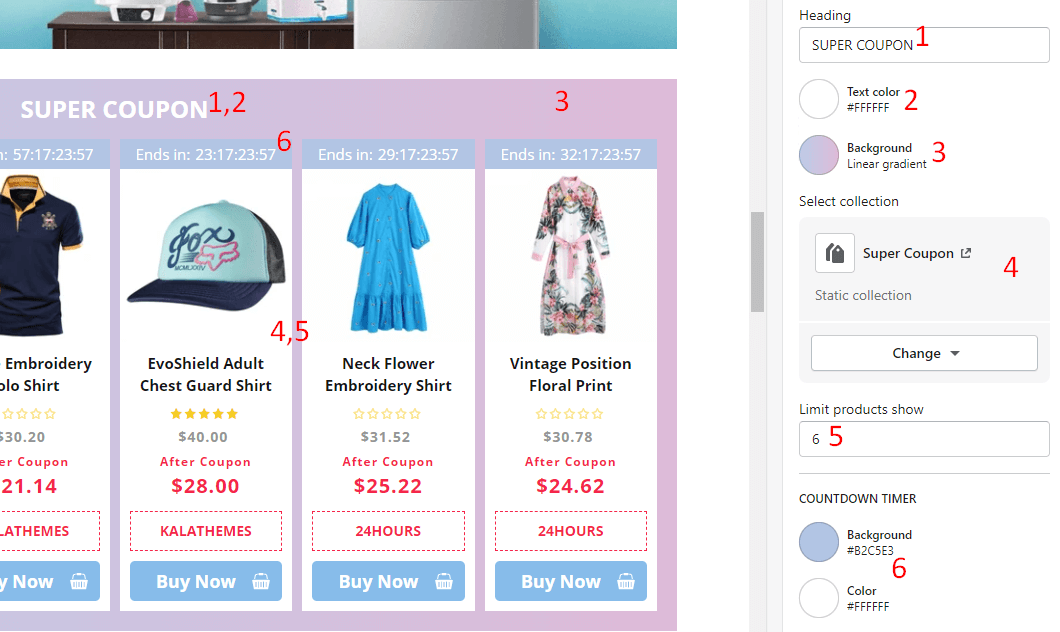 SUPER COUPON
1,2
3
6
: 57:17:23:57
Ends in: 23:17:23:57
Ends in: 29:17:23:57
Ends in: 32:17:23:57
fox
MCMLXXIV
4,5
Embroidery
olo Shirt
EvoShield Adult
Chest Guard Shirt
Neck Flower
Embroidery Shirt
Vintage Position
Floral Print
$30.20
$40.00
$31.52
$30.78
er Coupon
After Coupon
After Coupon
After Coupon
21.14
$28.00
$25.22
$24.62
LATHEMES
KALATHEMES
24HOURS
24HOURS
y Now
Buy Now
Buy Now
Buy Now
Heading
SUPER COUPON
1
Text color
#FFFFFF
2
Background
Linear gradient
3
Select collection
Super Coupon
Static collection
4
Change
Limit products show
6
5
COUNTDOWN TIMER
Background
#B2C5E3
6
Color
#FFFFFF